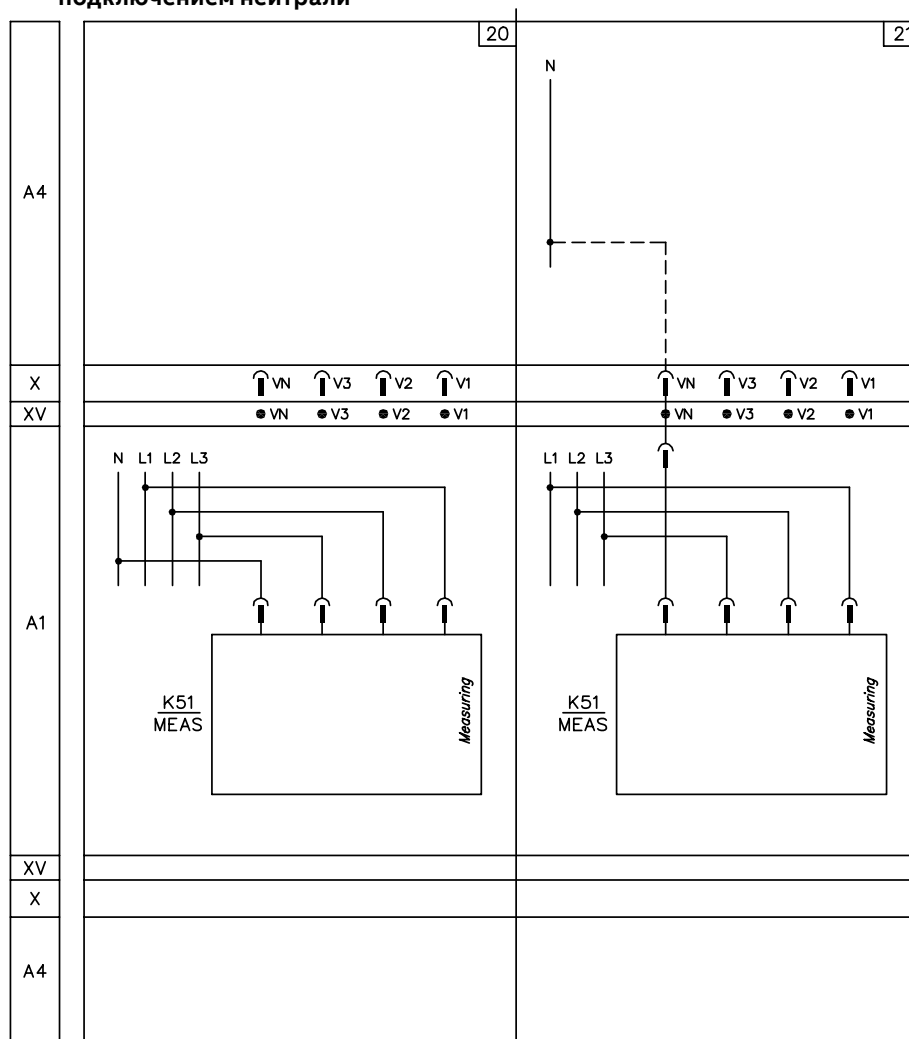 подключением нейтрали
20
21
N
A4
X
VN V3 V2 V1
VN V3 V2 V1
XV
VN V3 V2 V1
VN V3 V2 V1
N L1 L2 L3
L1 L2 L3
A1
K51
MEAS
Measuring
K51
MEAS
Measuring
XV
X
A4